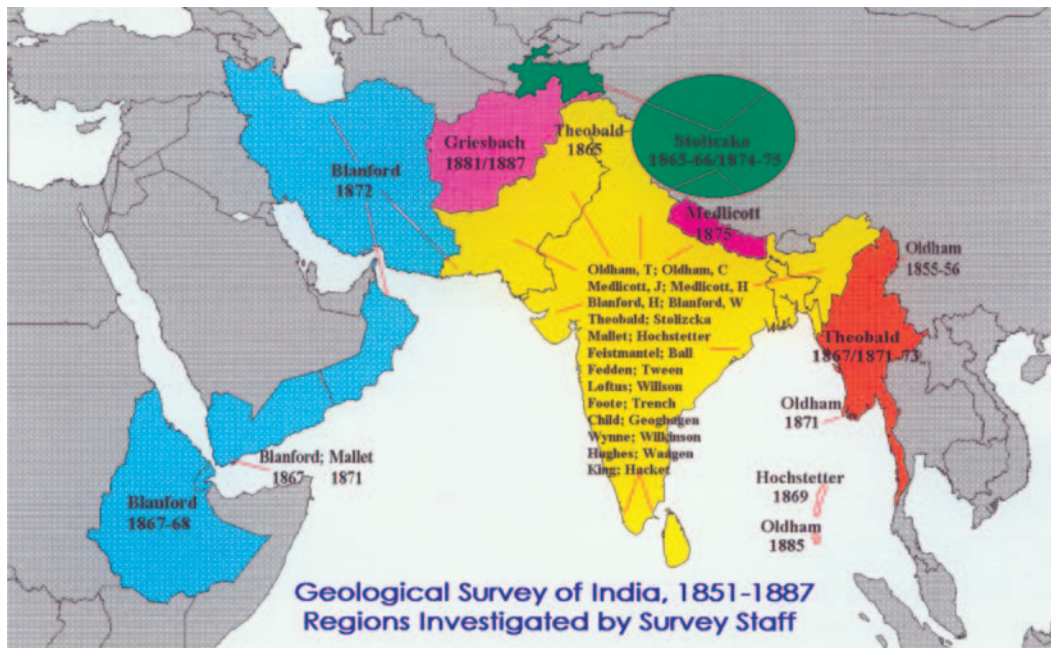 Stoliczka
1865-66/1874-75
Theobald
1865
Griesbach
1881/1887
Blanford
1872
Medlicott
1875
Oldham
1855-56
Oldham, T; Oldham, C
Medlicott, J; Medlicott, H
Blanford, H; Blanford, W
Theobald; Stolizcka
Mallet; Hochstetter
Feistmantel; Ball
Fedden; Tween
Loftus; Willson
Foote; Trench
Child; Geoghagen
Wynne; Wilkinson
Hughes; Waagen
King; Hacket
Theobald
1867/1871-73
Oldham
1871
Blanford; Mallet
1867 1871
Hochstetter
1869
Blanford
1867-68
Oldham
1885
Geological Survey of India, 1851-1887
Regions Investigated by Survey Staff